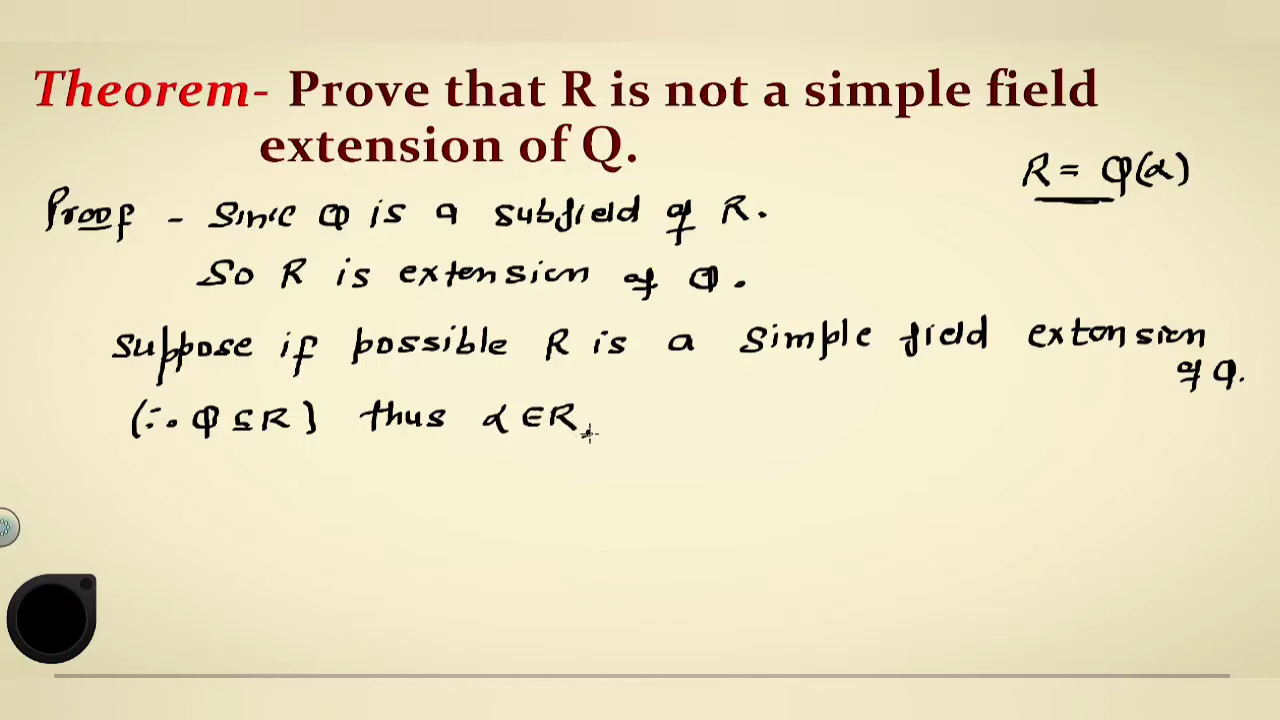 Theorem- Prove that R is not a simple field
extension of Q.
R = Q(α)
Proof - Since Q is a subfield of R.
So R is extension of Q.
Suppose if possible R is a simple field extension
of Q.
(∵ Q ⊆ R) thus α ∈ R.